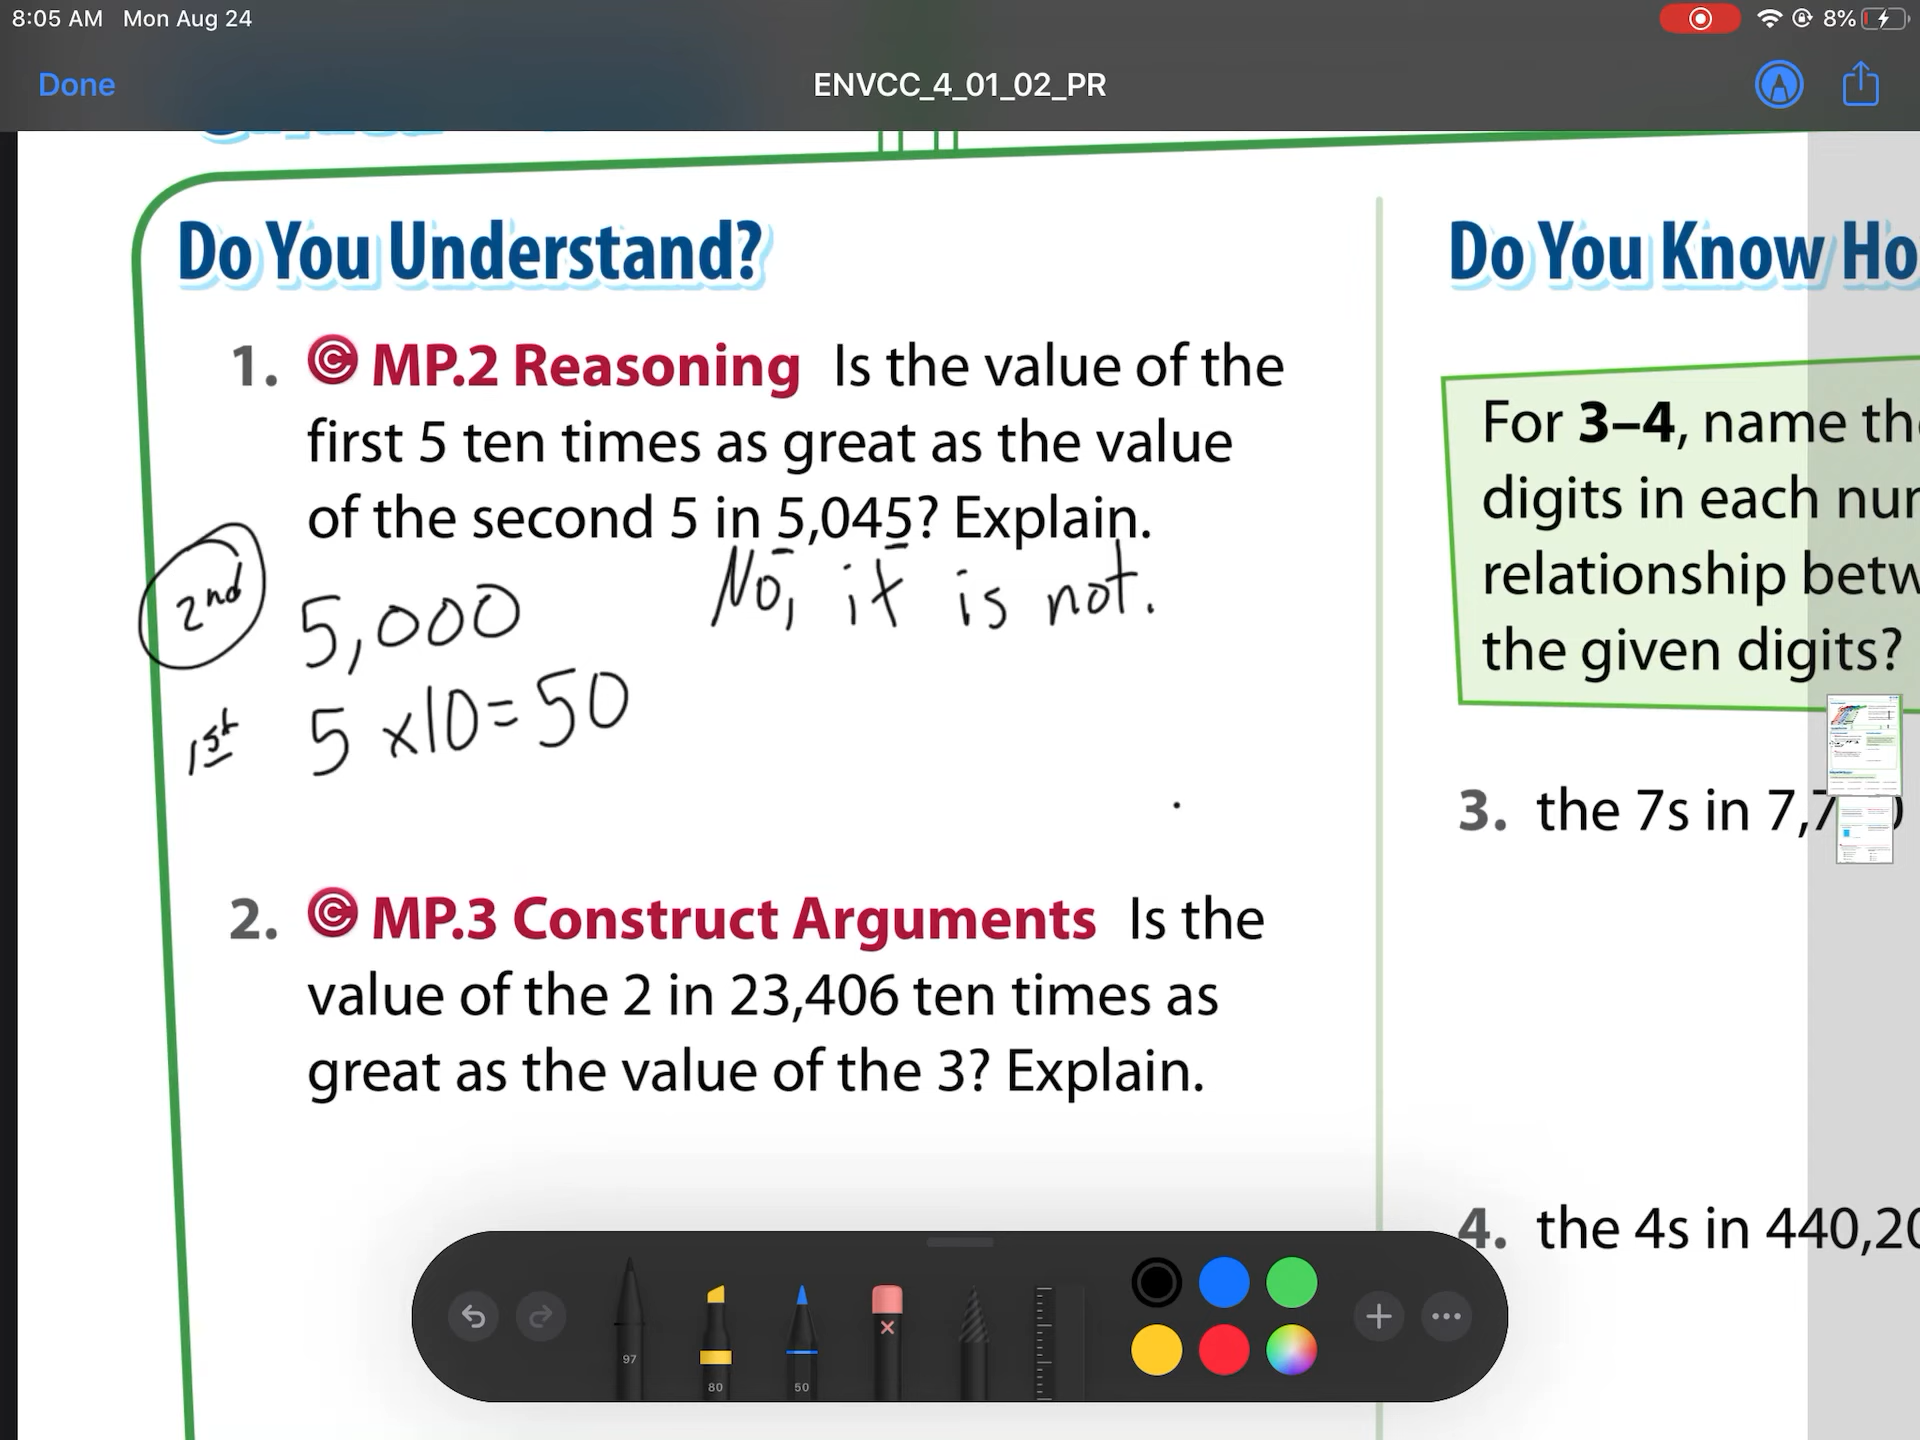 8:05 AM Mon Aug 24
8%
Done
ENVCC_4_01_02_PR
Do You Understand?
1. © MP.2 Reasoning Is the value of the
first 5 ten times as great as the value
of the second 5 in 5,045? Explain.
No, it is not.
2nd 5,000
1st 5 x10=50
2. © MP.3 Construct Arguments Is the
value of the 2 in 23,406 ten times as
great as the value of the 3? Explain.
Do You Know Ho
For 3–4, name th
digits in each nu
relationship betw
the given digits?
3. the 7s in 7,7
4. the 4s in 440,20
97
80
50